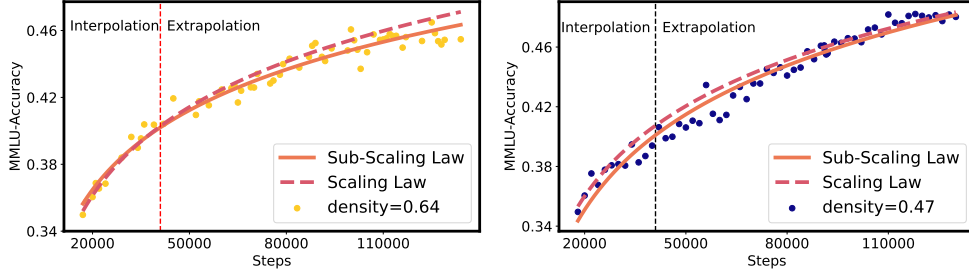 Interpolation Extrapolation
MMLU-Accuracy
0.46
0.42
0.38
0.34
Sub-Scaling Law
Scaling Law
density=0.64
20000 50000 80000 110000
Steps
Interpolation Extrapolation
MMLU-Accuracy
0.46
0.42
0.38
0.34
Sub-Scaling Law
Scaling Law
density=0.47
20000 50000 80000 110000
Steps